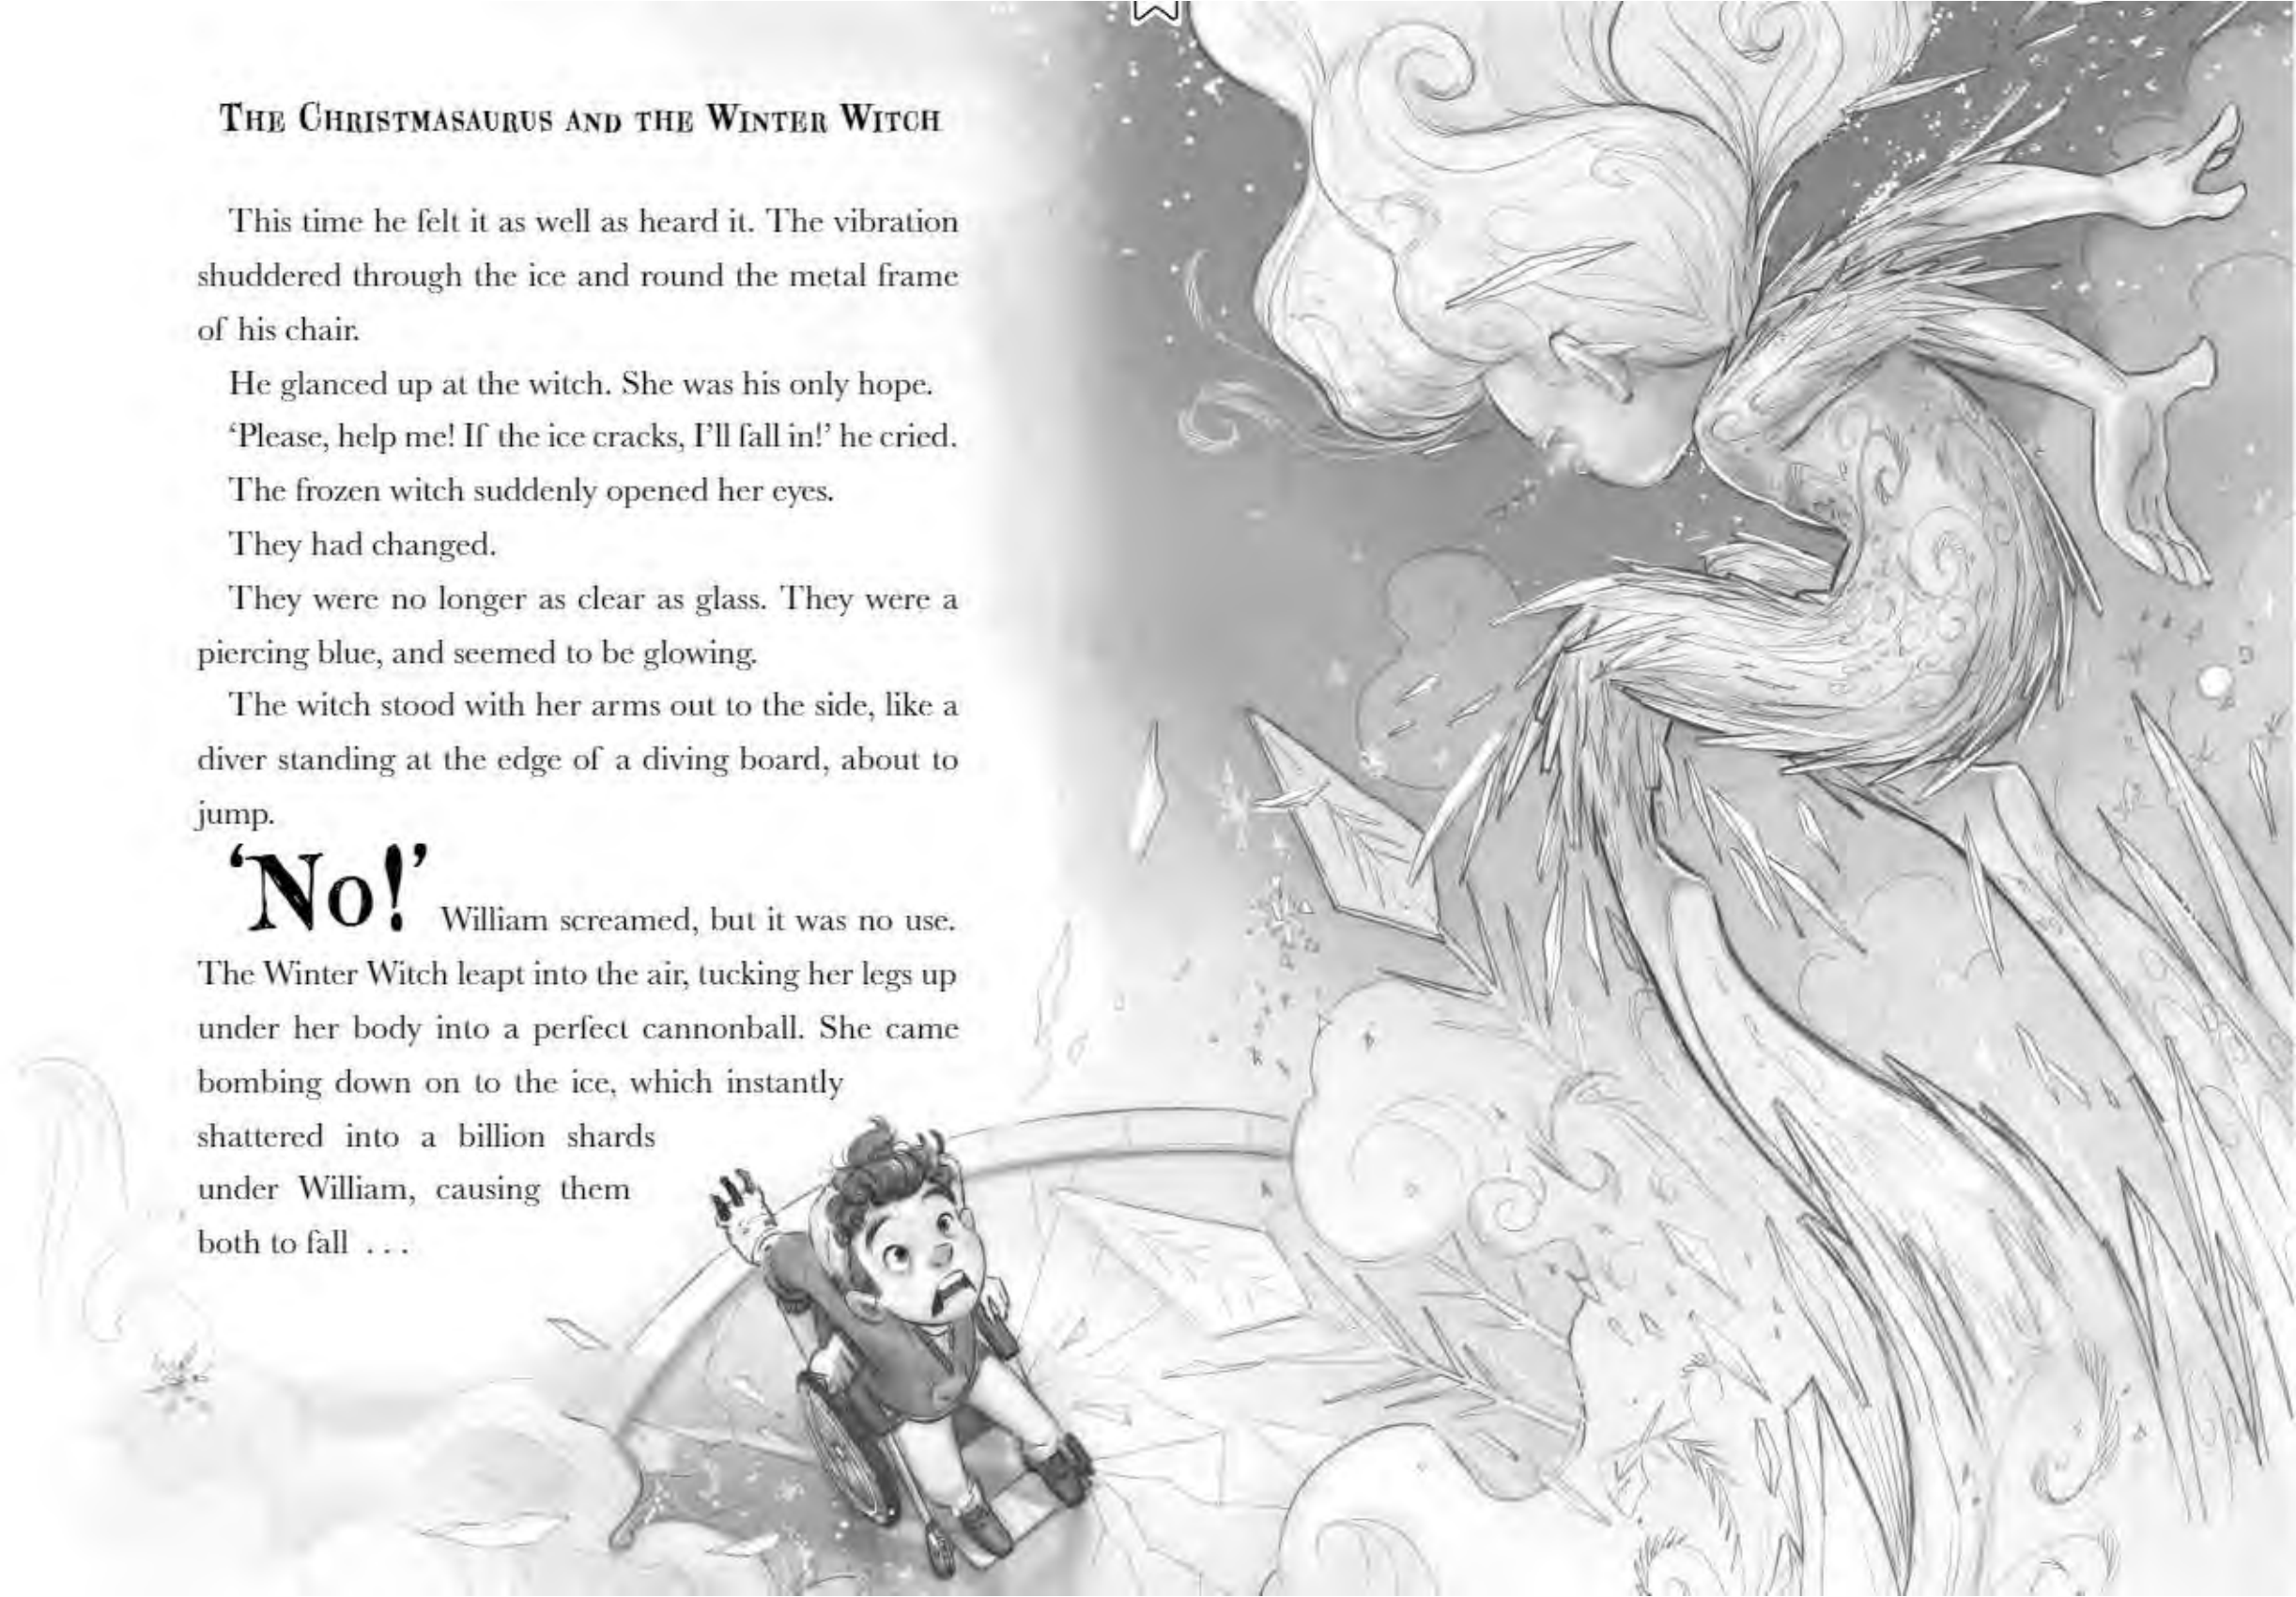 The Christmasaurus and the Winter Witch
This time he felt it as well as heard it. The vibration
shuddered through the ice and round the metal frame
of his chair.
He glanced up at the witch. She was his only hope.
‘Please, help me! If the ice cracks, I’ll fall in!’ he cried.
The frozen witch suddenly opened her eyes.
They had changed.
They were no longer as clear as glass. They were a
piercing blue, and seemed to be glowing.
The witch stood with her arms out to the side, like a
diver standing at the edge of a diving board, about to
jump.
‘No!’ William screamed, but it was no use.
The Winter Witch leapt into the air, tucking her legs up
under her body into a perfect cannonball. She came
bombing down on to the ice, which instantly
shattered into a billion shards
under William, causing them
both to fall . . .